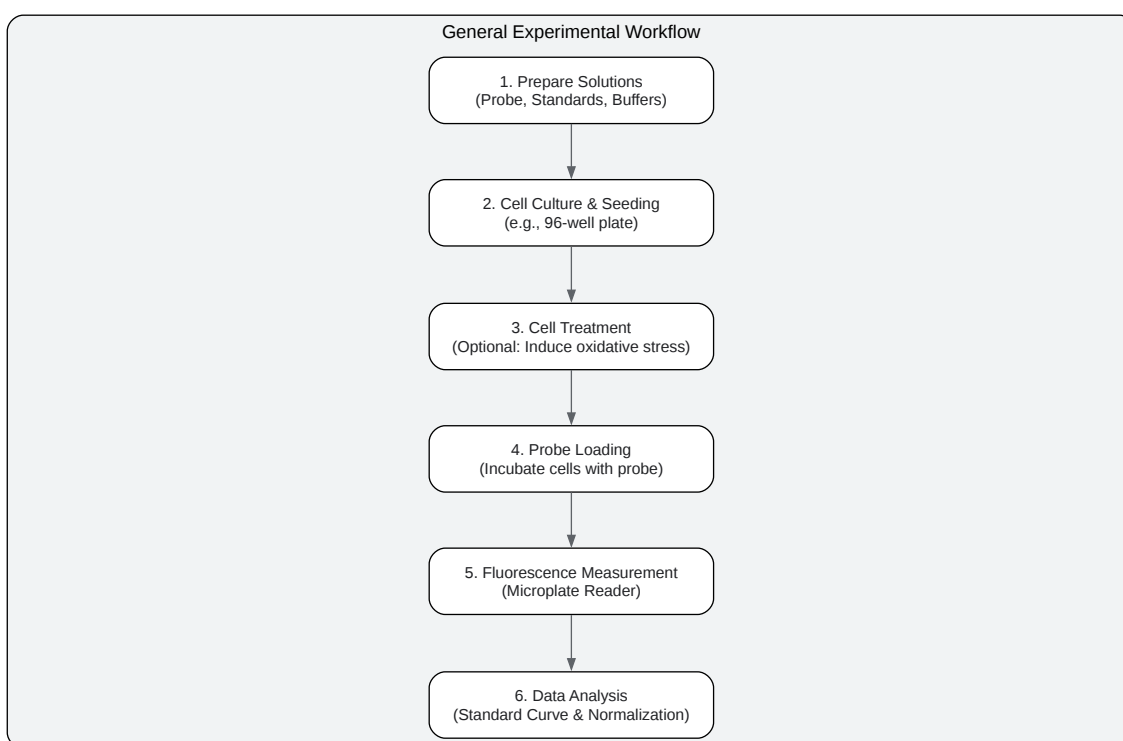 General Experimental Workflow
1. Prepare Solutions
(Probe, Standards, Buffers)
2. Cell Culture & Seeding
(e.g., 96-well plate)
3. Cell Treatment
(Optional: Induce oxidative stress)
4. Probe Loading
(Incubate cells with probe)
5. Fluorescence Measurement
(Microplate Reader)
6. Data Analysis
(Standard Curve & Normalization)